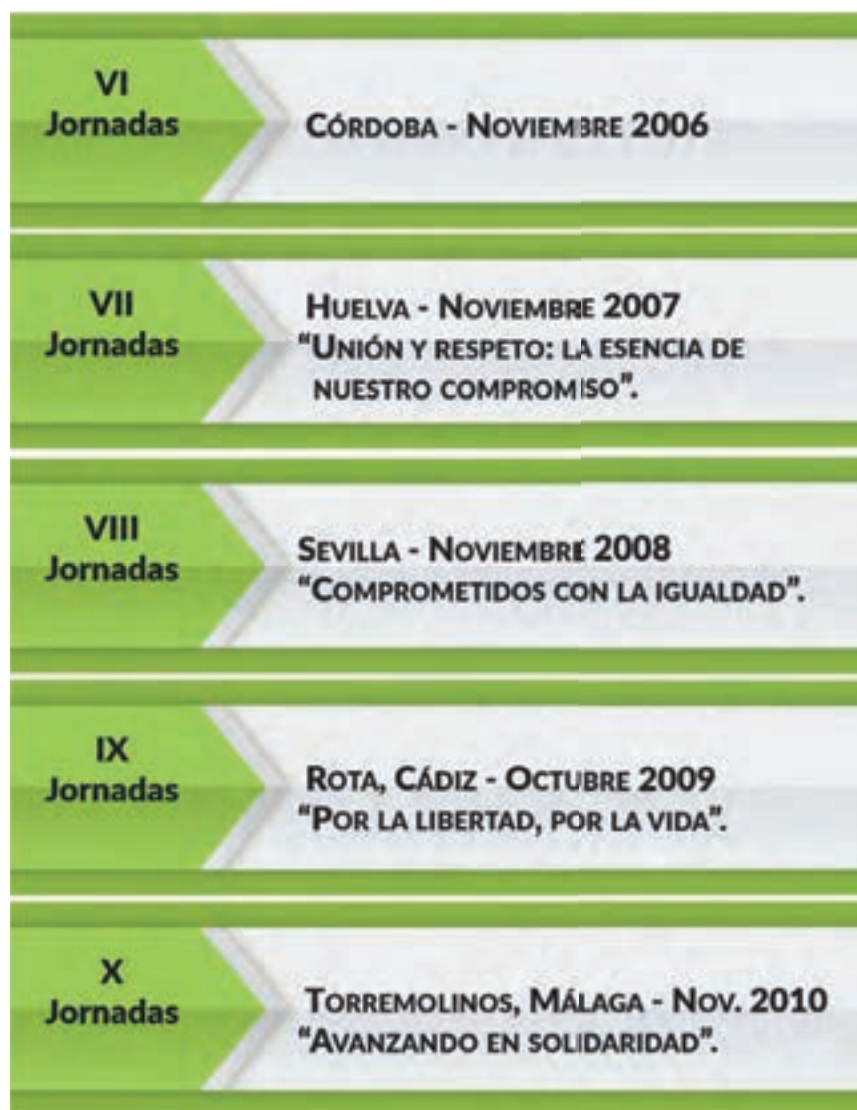 VI
Jornadas
CÓRDOBA - NOVIEMBRE 2006
VII
Jornadas
HUELVA - NOVIEMBRE 2007
“UNIÓN Y RESPETO: LA ESENCIA DE
NUESTRO COMPROMISO”.
VIII
Jornadas
SEVILLA - NOVIEMBRE 2008
“COMPROMETIDOS CON LA IGUALDAD”.
IX
Jornadas
ROTA, CÁDIZ - OCTUBRE 2009
“POR LA LIBERTAD, POR LA VIDA”.
X
Jornadas
TORREMOLINOS, MÁLAGA - NOV. 2010
“AVANZANDO EN SOLIDARIDAD”.